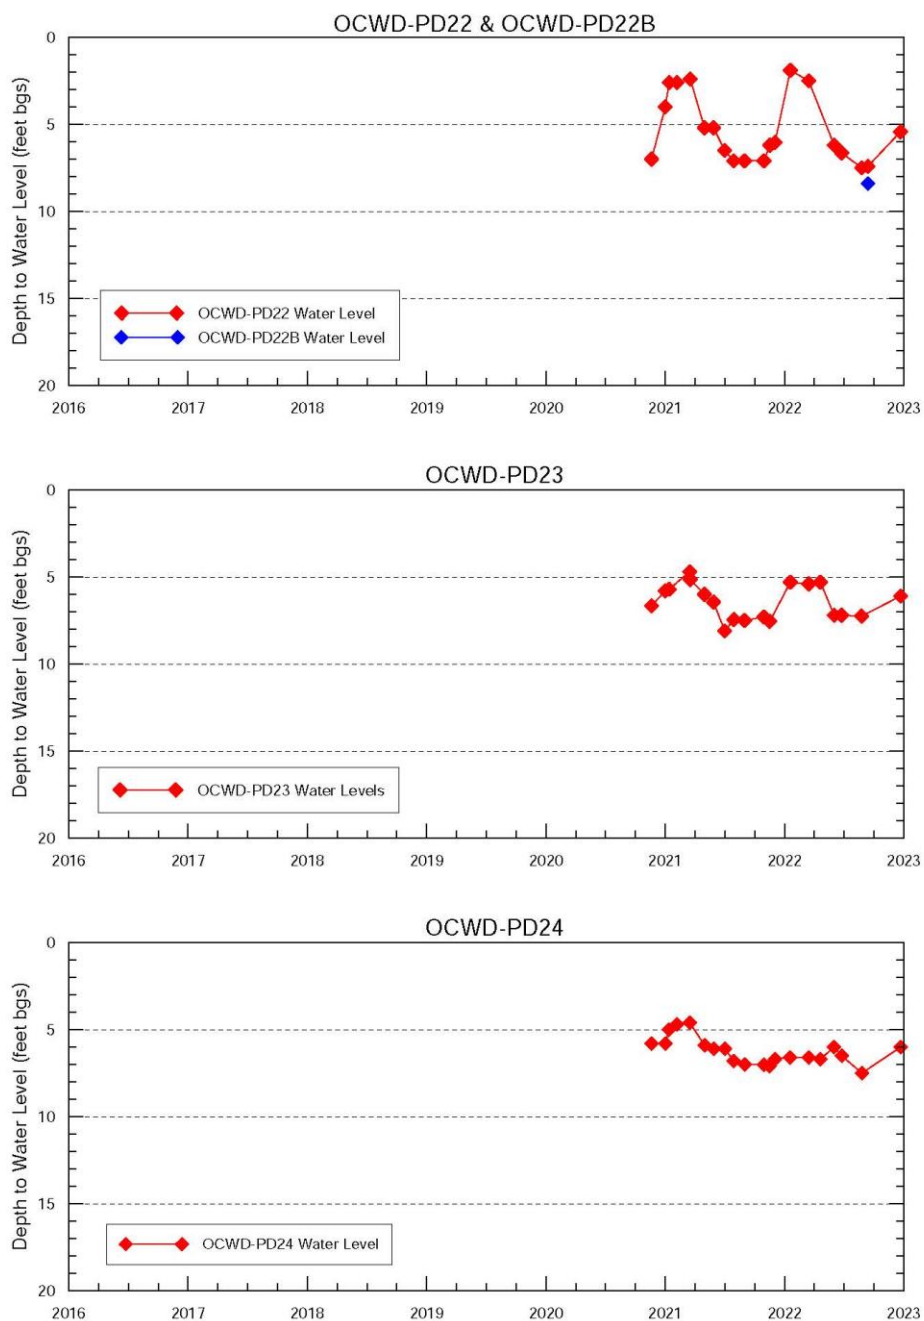 OCWD-PD22 & OCWD-PD22B
Depth to Water Level (feet bgs)
0
5
10
15
20
OCWD-PD22 Water Level
OCWD-PD22B Water Level
2016 2017 2018 2019 2020 2021 2022 2023
OCWD-PD23
Depth to Water Level (feet bgs)
0
5
10
15
20
OCWD-PD23 Water Levels
2016 2017 2018 2019 2020 2021 2022 2023
OCWD-PD24
Depth to Water Level (feet bgs)
0
5
10
15
20
OCWD-PD24 Water Level
2016 2017 2018 2019 2020 2021 2022 2023